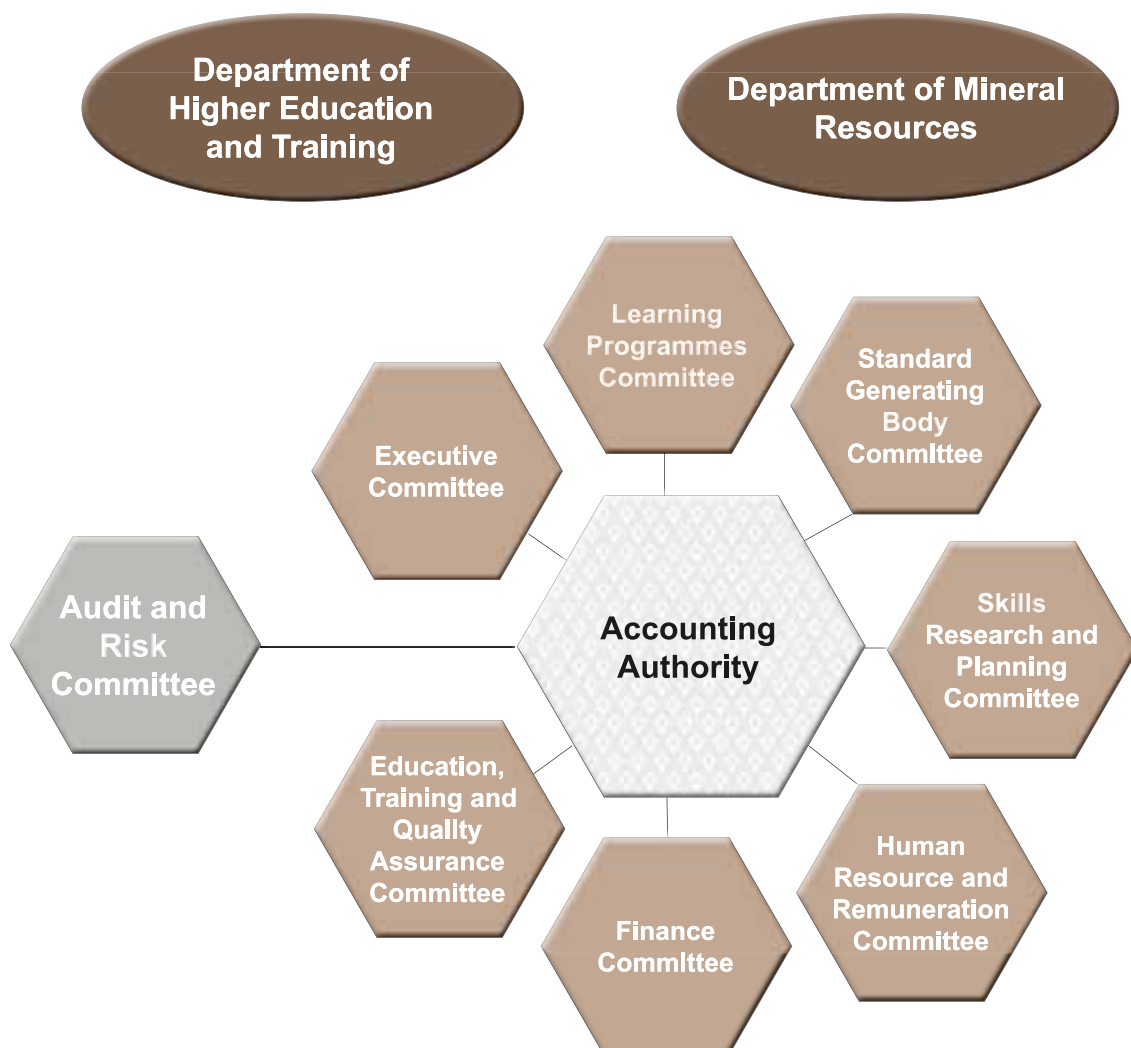 Department of
Higher Education
and Training
Department of Mineral
Resources
Learning
Programmes
Committee
Standard
Generating
Body
Committee
Executive
Committee
Audit and
Risk
Committee
Accounting
Authority
Skills
Research and
Planning
Committee
Education,
Training and
Quality
Assurance
Committee
Human
Resource and
Remuneration
Committee
Finance
Committee